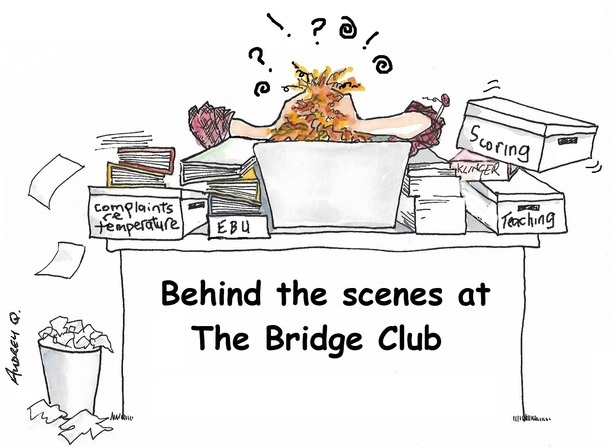 ? ! ? @ ! @ @
Scoring
KLINGER
complaints
re
temperature
EBU
Teaching
Behind the scenes at
The Bridge Club
AUDREY Q.